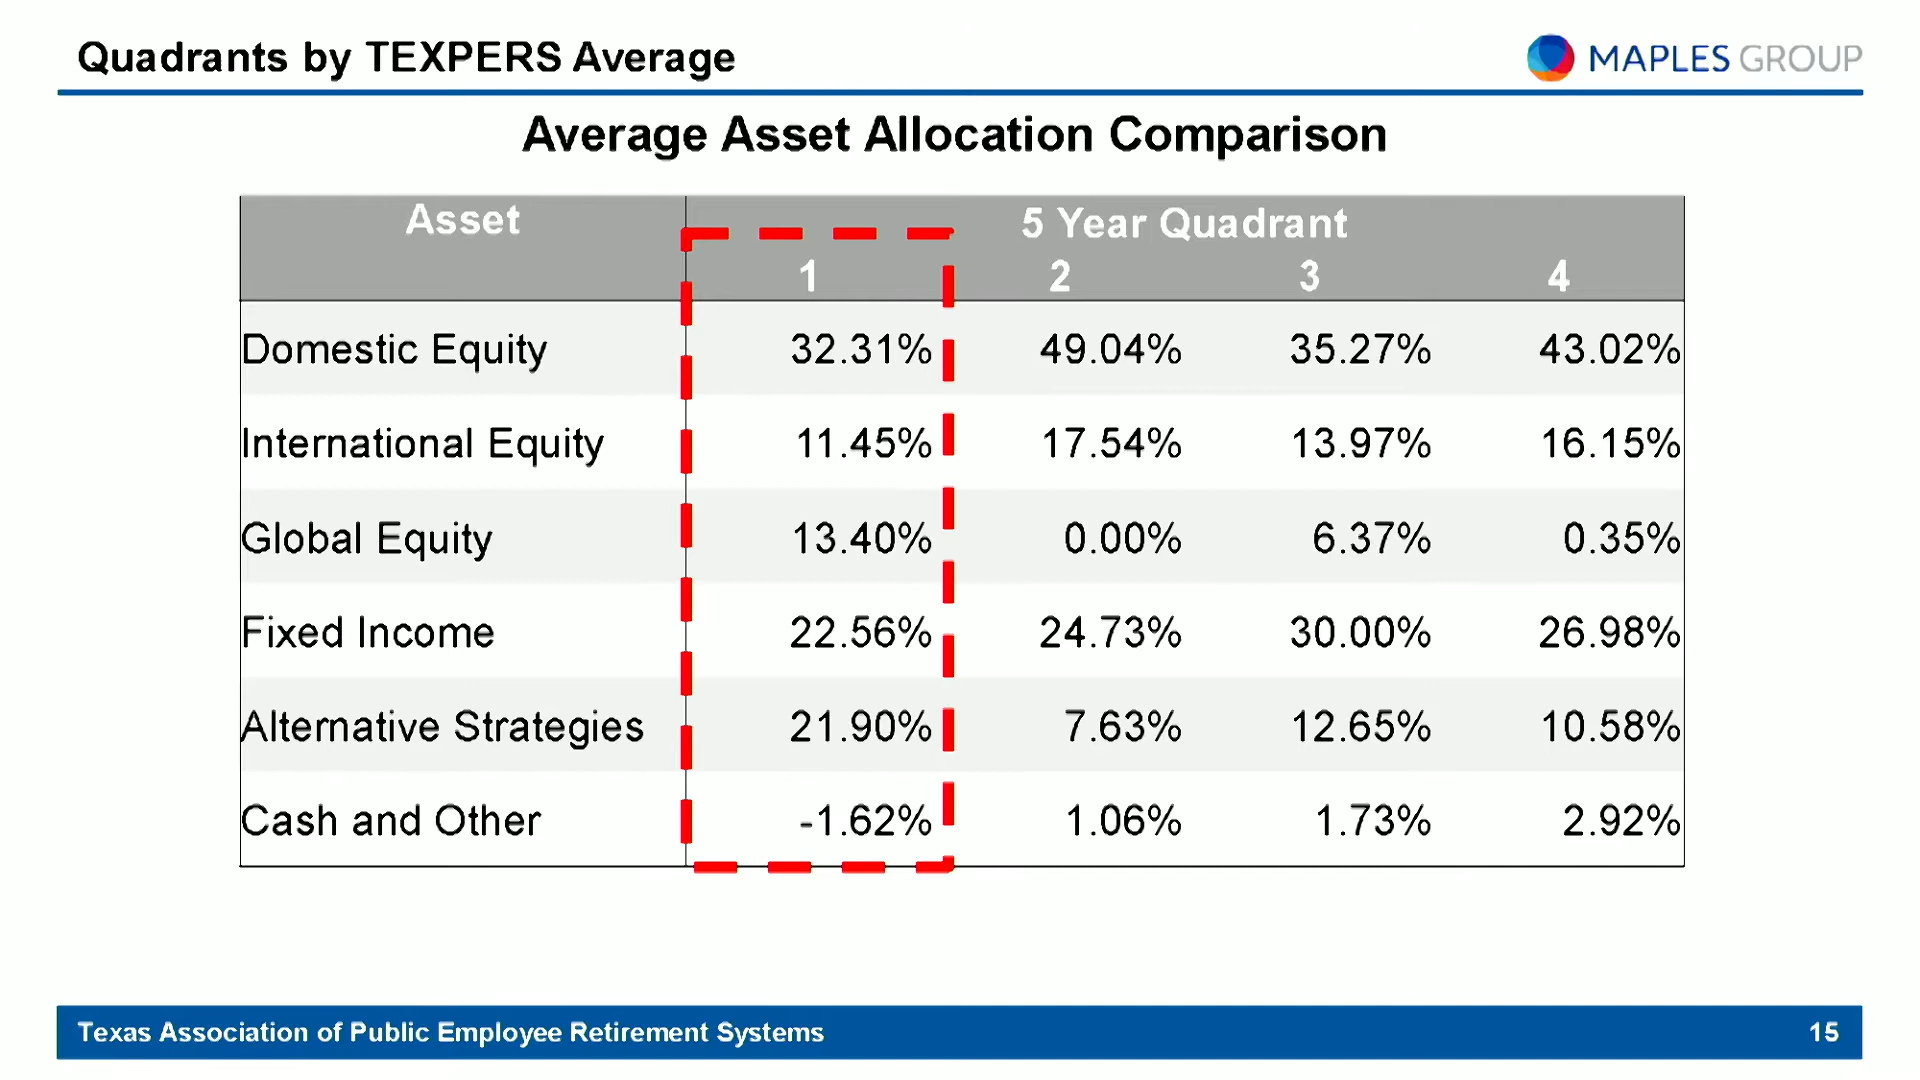 Quadrants by TEXPERS Average
MAPLES GROUP
Average Asset Allocation Comparison
Asset 5 Year Quadrant
1 2 3 4
Domestic Equity 32.31% 49.04% 35.27% 43.02%
International Equity 11.45% 17.54% 13.97% 16.15%
Global Equity 13.40% 0.00% 6.37% 0.35%
Fixed Income 22.56% 24.73% 30.00% 26.98%
Alternative Strategies 21.90% 7.63% 12.65% 10.58%
Cash and Other -1.62% 1.06% 1.73% 2.92%
Texas Association of Public Employee Retirement Systems 15